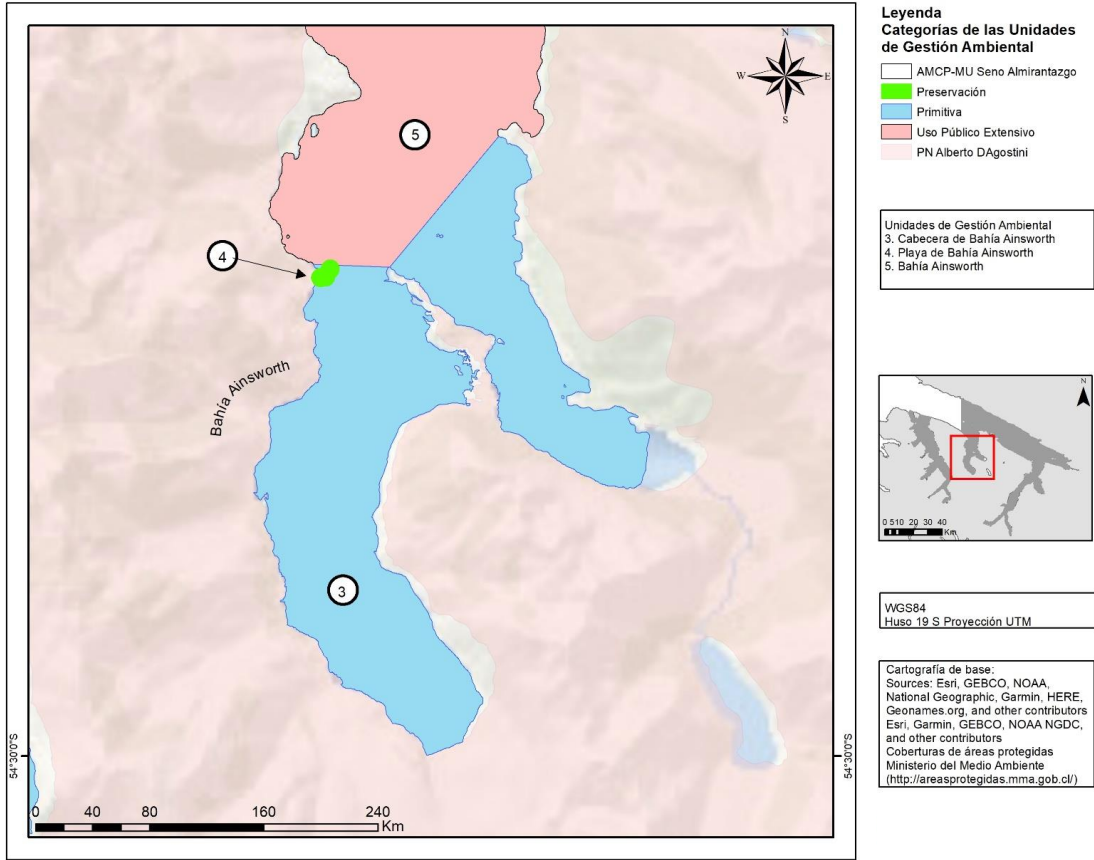 Leyenda
Categorías de las Unidades
de Gestión Ambiental
AMCP-MU Seno Almirantazgo
Preservación
Primitiva
Uso Público Extensivo
PN Alberto DAgostini
Unidades de Gestión Ambiental
3. Cabecera de Bahía Ainsworth
4. Playa de Bahía Ainsworth
5. Bahía Ainsworth
N
W E
S
5
4
Bahía Ainsworth
3
54°30'0"S
54°30'0"S
0 40 80 160 240
Km
N
0 5 10 20 30 40
Km
WGS84
Huso 19 S Proyección UTM
Cartografía de base:
Sources: Esri, GEBCO, NOAA,
National Geographic, Garmin, HERE,
Geonames.org, and other contributors
Esri, Garmin, GEBCO, NOAA NGDC,
and other contributors
Coberturas de áreas protegidas
Ministerio del Medio Ambiente
(http://areasprotegidas.mma.gob.cl/)